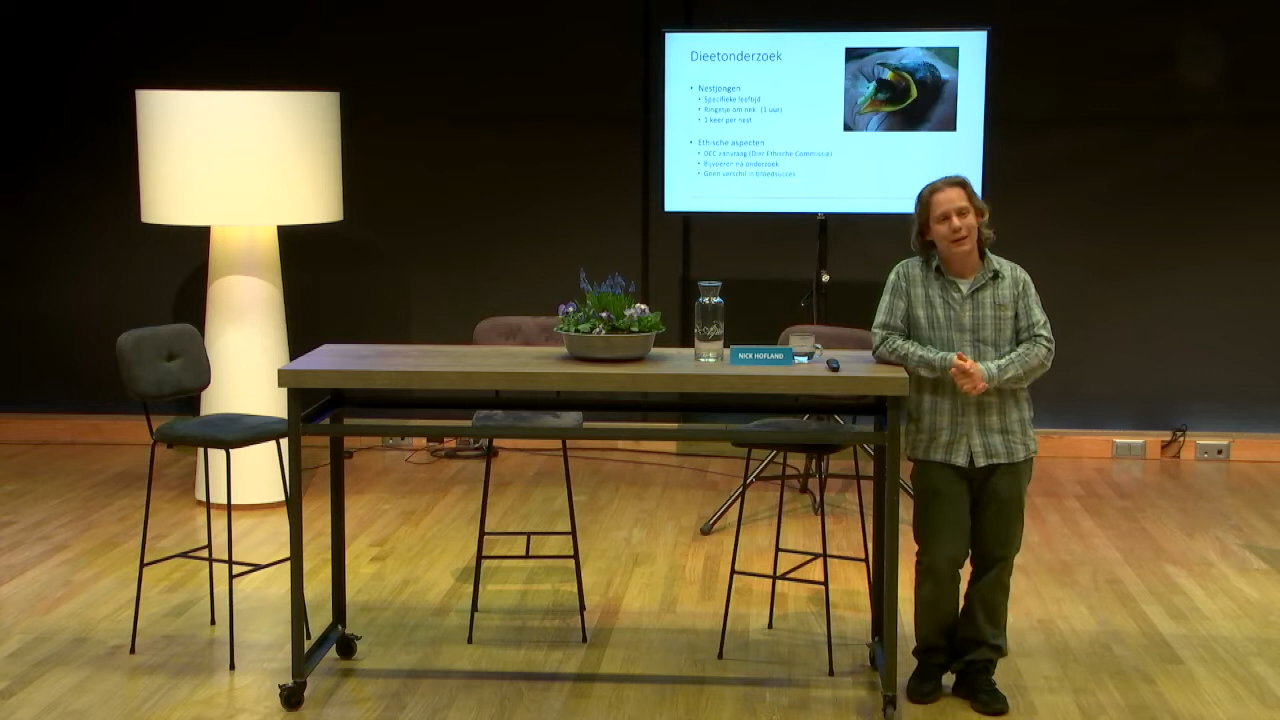 Dieetonderzoek
• Nestjongen
• Specifieke leeftijd
• Ringetje om nek (1 uur)
• 1 keer per nest
• Ethische aspecten
• DEC aanvraag (Dier Ethische Commissie)
• Bijvoeren na onderzoek
• Geen verschil in broedsucces
NICK HOFLAND